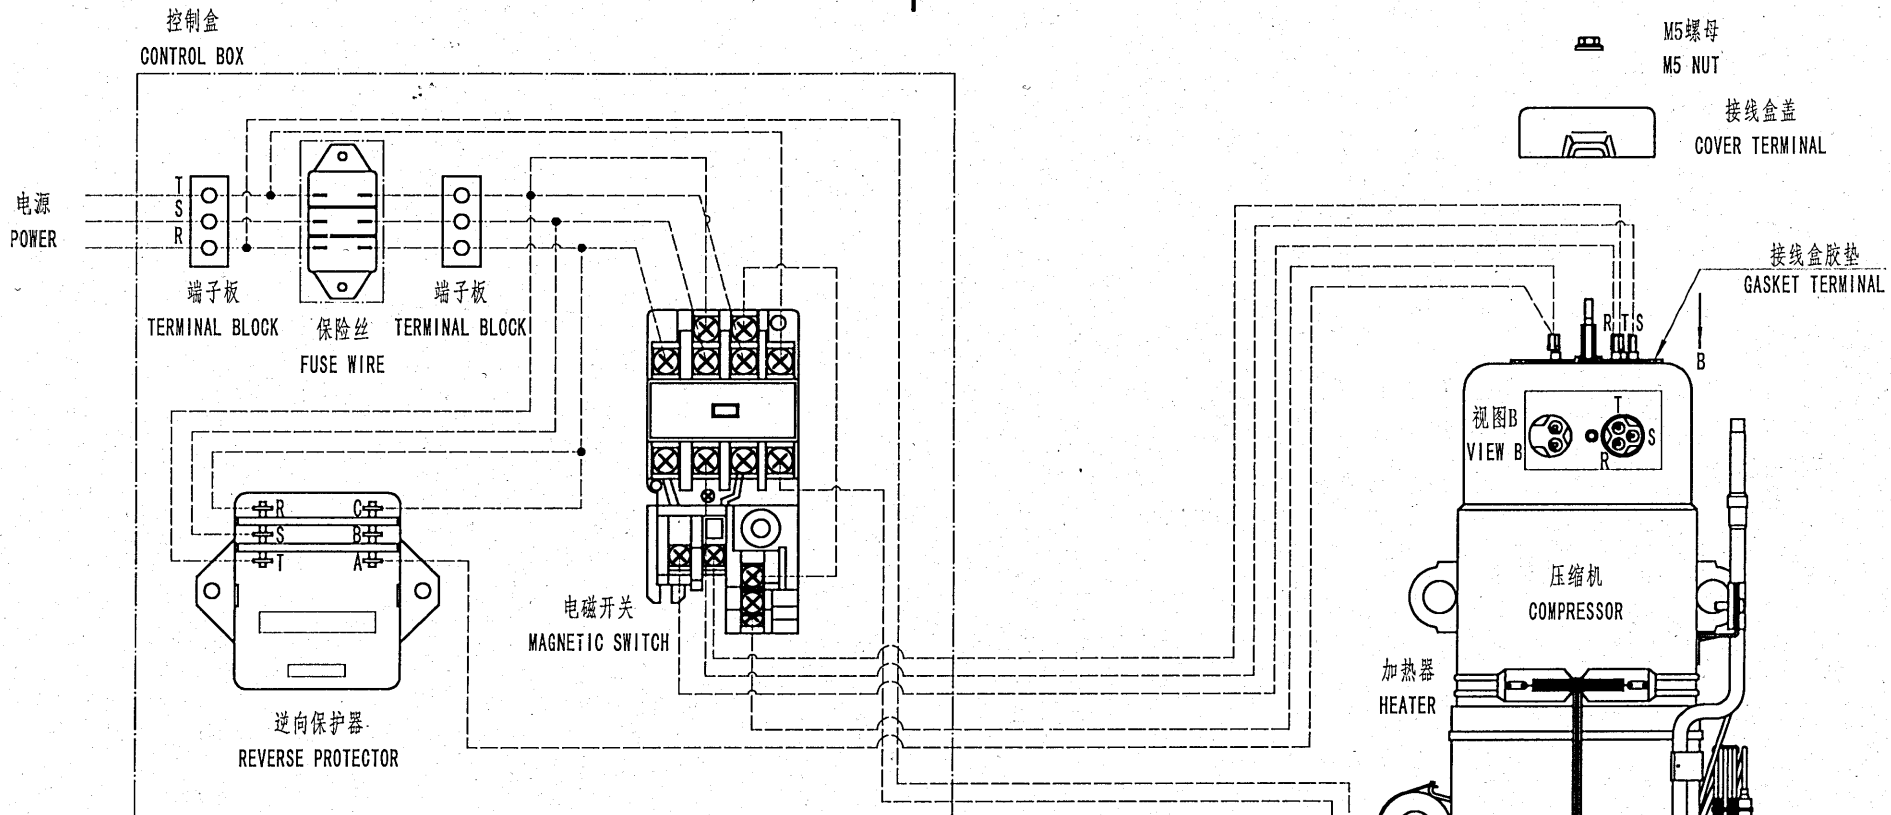 控制盒
CONTROL BOX
M5螺母
M5 NUT
接线盒盖
COVER TERMINAL
电源
POWER
T
S
R
端子板
TERMINAL BLOCK
保险丝
FUSE WIRE
端子板
TERMINAL BLOCK
接线盒胶垫
GASKET TERMINAL
R T S
B
视图B
VIEW B
T
S
R
R
S
T
C
B
A
电磁开关
MAGNETIC SWITCH
压缩机
COMPRESSOR
加热器
HEATER
逆向保护器
REVERSE PROTECTOR